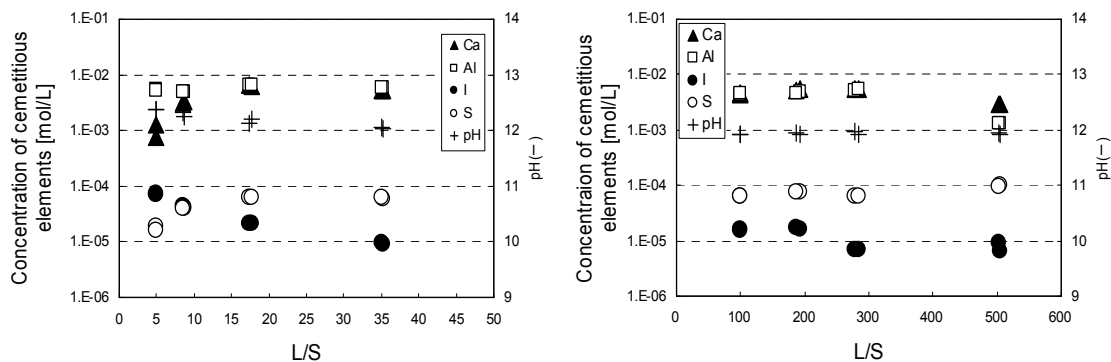 Concentration of cemetitious
elements [mol/L]
1.E-01
1.E-02
1.E-03
1.E-04
1.E-05
1.E-06
0 5 10 15 20 25 30 35 40 45 50
L/S
14
13
12
11
10
9
pH(−)
Ca
Al
I
S
pH
Concentraion of cemetitious
elements [mol/L]
1.E-01
1.E-02
1.E-03
1.E-04
1.E-05
1.E-06
0 100 200 300 400 500 600
L/S
14
13
12
11
10
9
pH(−)
Ca
Al
I
S
pH